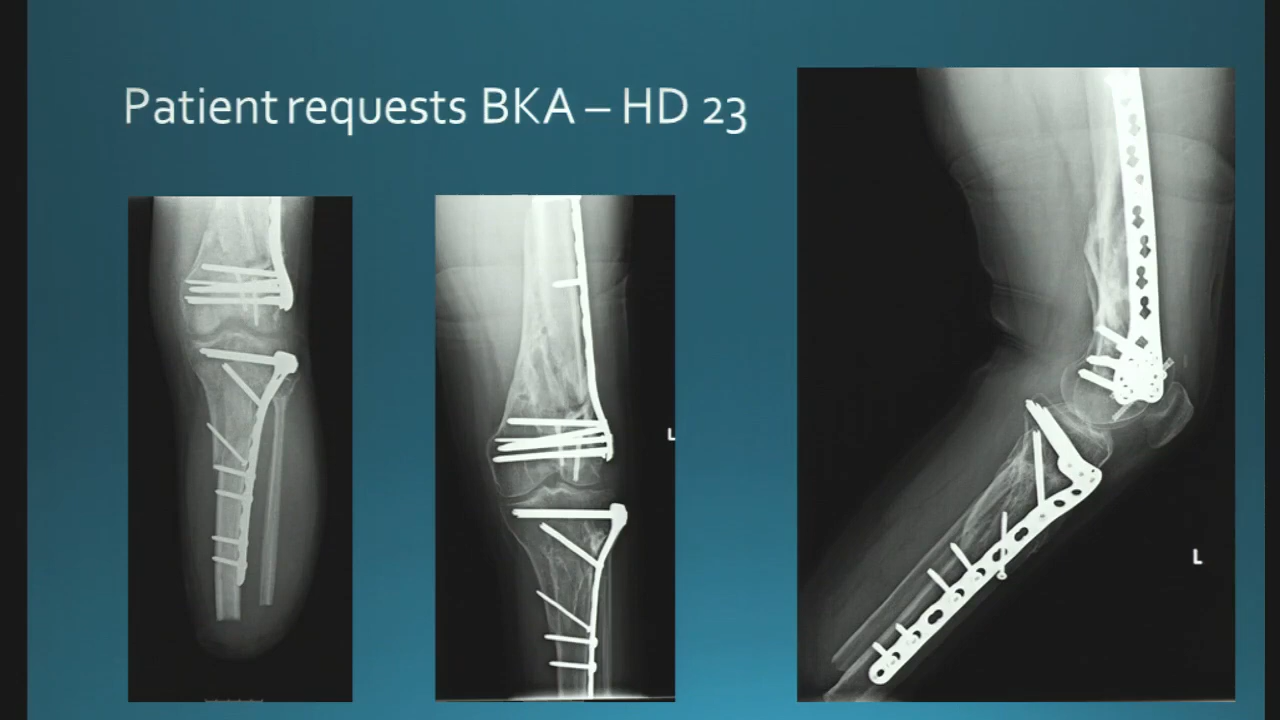 Patient requests BKA – HD 23
L
L